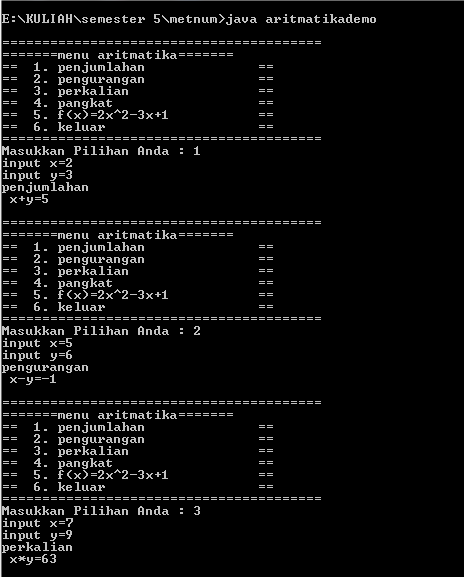 E:\KULIAH\semester 5\metnum>java aritmatikademo
========================================
=======menu aritmatika=======
==  1. penjumlahan              ==
==  2. pengurangan              ==
==  3. perkalian                ==
==  4. pangkat                  ==
==  5. f(x)=2x^2-3x+1           ==
==  6. keluar                   ==
========================================
Masukkan Pilihan Anda : 1
input x=2
input y=3
penjumlahan
 x+y=5
========================================
=======menu aritmatika=======
==  1. penjumlahan              ==
==  2. pengurangan              ==
==  3. perkalian                ==
==  4. pangkat                  ==
==  5. f(x)=2x^2-3x+1           ==
==  6. keluar                   ==
========================================
Masukkan Pilihan Anda : 2
input x=5
input y=6
pengurangan
 x-y=-1
========================================
=======menu aritmatika=======
==  1. penjumlahan              ==
==  2. pengurangan              ==
==  3. perkalian                ==
==  4. pangkat                  ==
==  5. f(x)=2x^2-3x+1           ==
==  6. keluar                   ==
========================================
Masukkan Pilihan Anda : 3
input x=7
input y=9
perkalian
 x*y=63